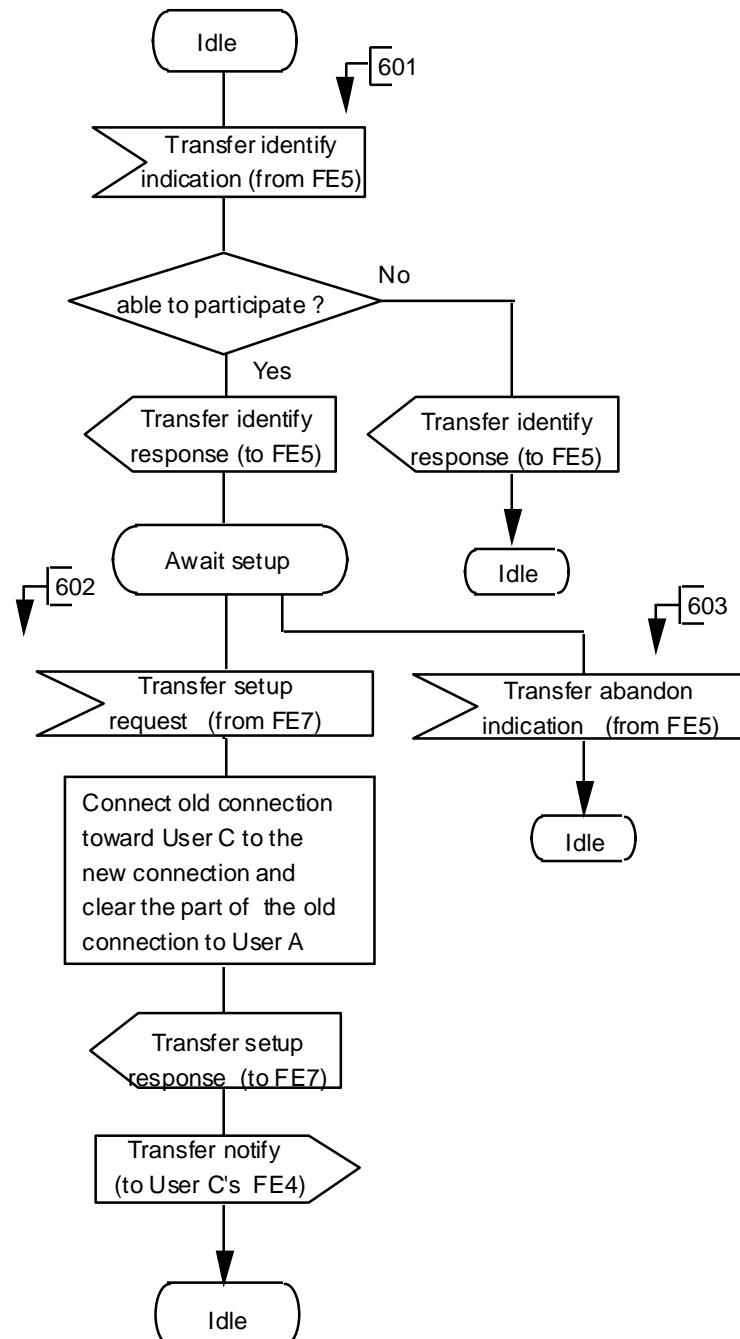 Idle
601
Transfer identify
indication (from FE5)
able to participate ?
No
Yes
Transfer identify
response (to FE5)
Transfer identify
response (to FE5)
Await setup
Idle
602
603
Transfer setup
request (from FE7)
Transfer abandon
indication (from FE5)
Connect old connection
toward User C to the
new connection and
clear the part of the old
connection to User A
Idle
Transfer setup
response (to FE7)
Transfer notify
(to User C's FE4)
Idle